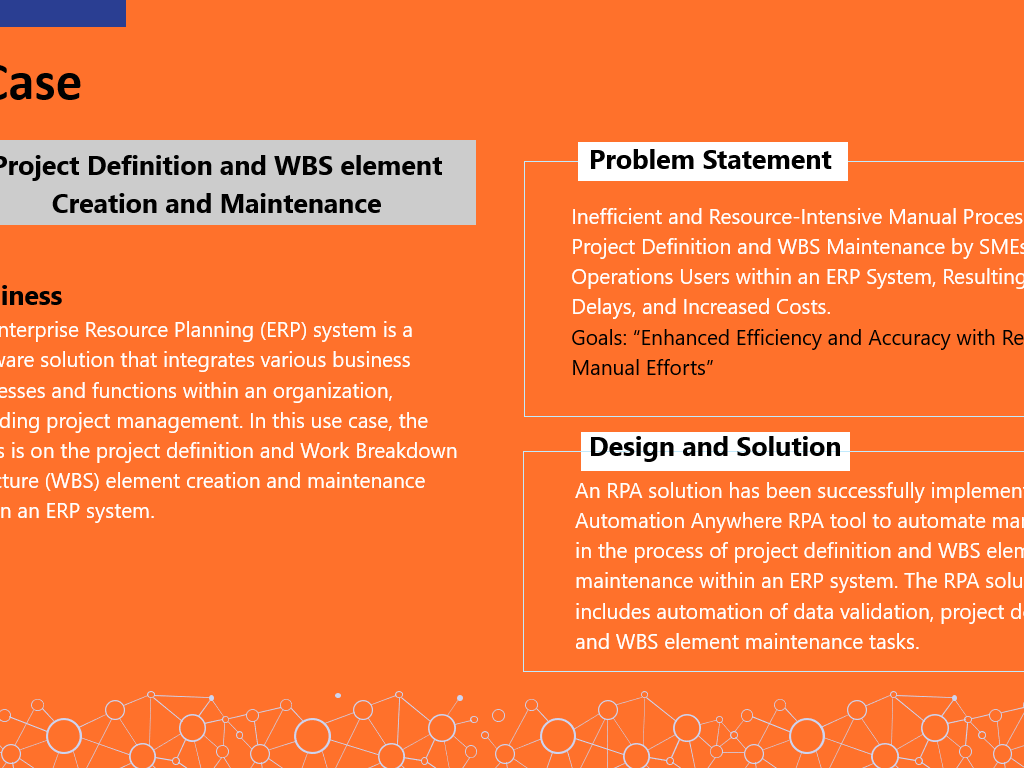 Case
Project Definition and WBS element
Creation and Maintenance
iness
nterprise Resource Planning (ERP) system is a
ware solution that integrates various business
esses and functions within an organization,
ding project management. In this use case, the
s is on the project definition and Work Breakdown
cture (WBS) element creation and maintenance
n an ERP system.
Problem Statement
Inefficient and Resource-Intensive Manual Proces
Project Definition and WBS Maintenance by SMEs
Operations Users within an ERP System, Resulting
Delays, and Increased Costs.
Goals: “Enhanced Efficiency and Accuracy with Re
Manual Efforts”
Design and Solution
An RPA solution has been successfully implement
Automation Anywhere RPA tool to automate man
in the process of project definition and WBS elem
maintenance within an ERP system. The RPA solu
includes automation of data validation, project de
and WBS element maintenance tasks.